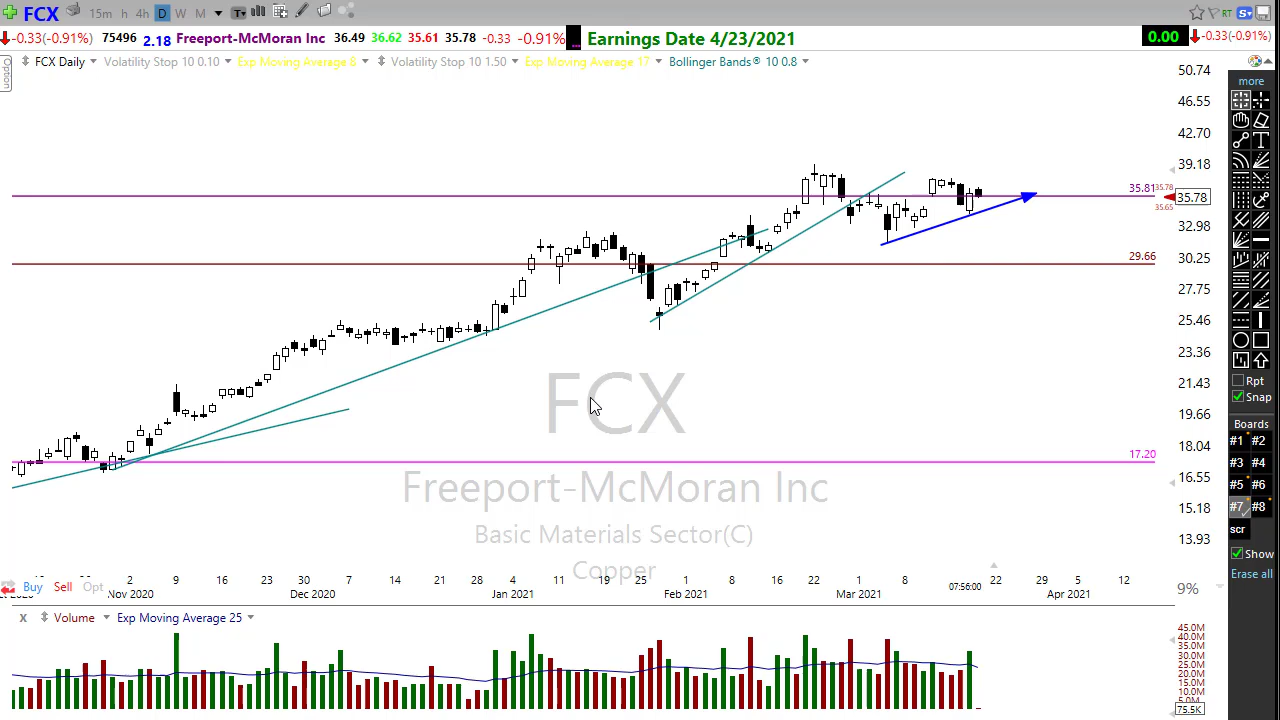 FCX 15m h 4h D W M T RT S
-0.33(-0.91%) 75496 2.18 Freeport-McMoran Inc 36.49 36.62 35.61 35.78 -0.33 -0.91% Earnings Date 4/23/2021 0.00 -0.33(-0.91%)
Option
FCX Daily Volatility Stop 10 0.10 Exp Moving Average 8 Volatility Stop 10 1.50 Exp Moving Average 17 Bollinger Bands® 10 0.8
50.74
46.55
42.70
39.18
35.81
35.78
35.78
35.65
32.98
30.25
29.66
27.75
25.46
23.36
21.43
19.66
18.04
17.20
16.55
15.18
13.93
FCX
Freeport-McMoran Inc
Basic Materials Sector(C)
Copper
2 9 16 23 30 7 14 21 28 4 11 19 25 1 8 16 22 1 8 07:56:00 22 29 5 12
Buy Sell Opt
Nov 2020 Dec 2020 Jan 2021 Feb 2021 Mar 2021 Apr 2021
9%
X Volume Exp Moving Average 25
45.0M
40.0M
35.0M
30.0M
25.0M
20.0M
15.0M
10.0M
75.5K
more
Rpt
Snap
Boards
#1 #2
#3 #4
#5 #6
#7 #8
scr
Show
Erase all